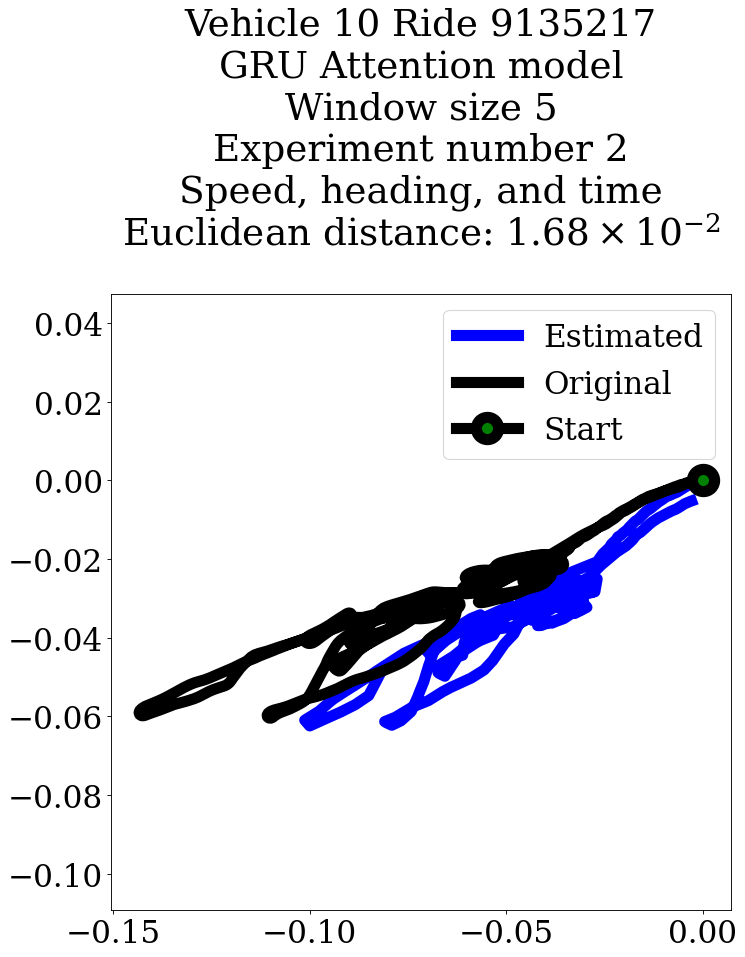 Vehicle 10 Ride 9135217
GRU Attention model
Window size 5
Experiment number 2
Speed, heading, and time
Euclidean distance: 1.68 × 10⁻²
Estimated
Original
Start
0.04
0.02
0.00
−0.02
−0.04
−0.06
−0.08
−0.10
−0.15
−0.10
−0.05
0.00